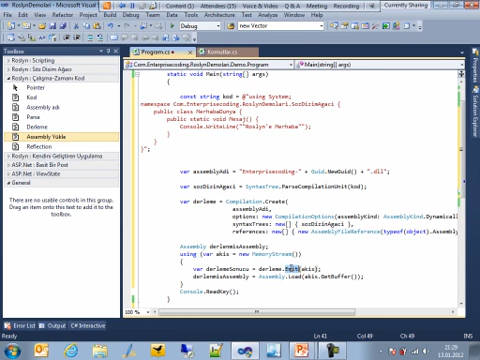 RoslynDemolari - Microsoft Visual
Content (1)
Attendees (1)
Voice & Video
Q & A
Currently Sharing
File Edit View Refactor Project Build Debug Team Data Tools Architecture Test Analyze Window Help
new Vector
Toolbox
Roslyn : Scripting
Roslyn : Söz Dizim Ağacı
Roslyn : Çalışma-Zamanı Kod
Pointer
Kod
Assembly adı
Parse
Derleme
Assembly Yükle
Reflection
Roslyn : Kendini Geliştiren Uygulama
ASP.Net : Basit Bir Post
ASP.Net : ViewState
General
There are no usable controls in this group. Drag an item onto this text to add it to the toolbox.
Program.cs
Komutlar.cs
Com.Enterprisecoding.RoslynDemolari.Demo.Program
Main(string[] args)
static void Main(string[] args)
{
const string kod = @"using System;
namespace Com.Enterprisecoding.RoslynDemolari.SozDizimAgaci {
public class MerhabaDunya {
public static void Mesaj() {
Console.WriteLine(""Roslyn'e Merhaba"");
}
}
}";
var assemblyAdi = "Enterprisecoding-" + Guid.NewGuid() + ".dll";
var sozDizimAgaci = SyntaxTree.ParseCompilationUnit(kod);
var derleme = Compilation.Create(
assemblyAdi,
options: new CompilationOptions(assemblyKind: AssemblyKind.Dynamicall
syntaxTrees: new[] { sozDizimAgaci },
references: new[] { new AssemblyFileReference(typeof(object).Assembly
Assembly derlenmisAssembly;
using (var akis = new MemoryStream())
{
var derlemeSonucu = derleme.Emit(akis);
derlenmisAssembly = Assembly.Load(akis.GetBuffer());
}
Console.ReadKey();
}
133 %
Error List
Output
C# Interactive
Ready
Ln 41
Col 49
Ch 49
INS
21:29
13.01.2012